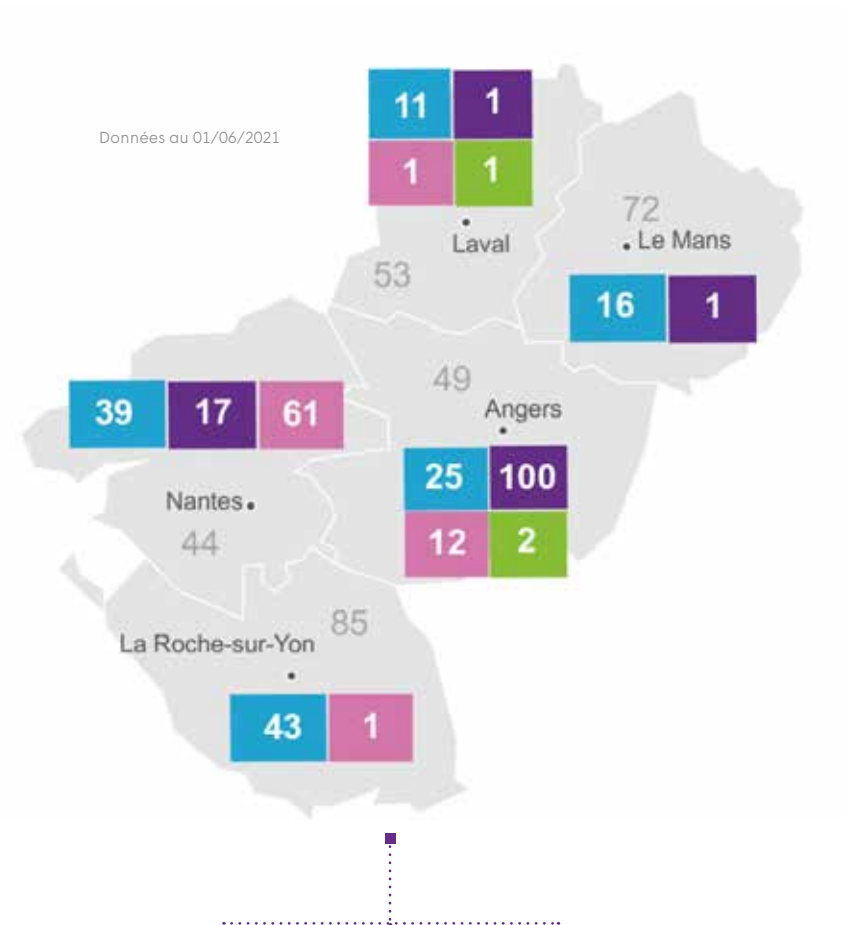 11 1
Données au 01/06/2021
1 1
72
Laval
Le Mans
53
16 1
49
39 17 61
Angers
25 100
Nantes
12 2
44
85
La Roche-sur-Yon
43 1